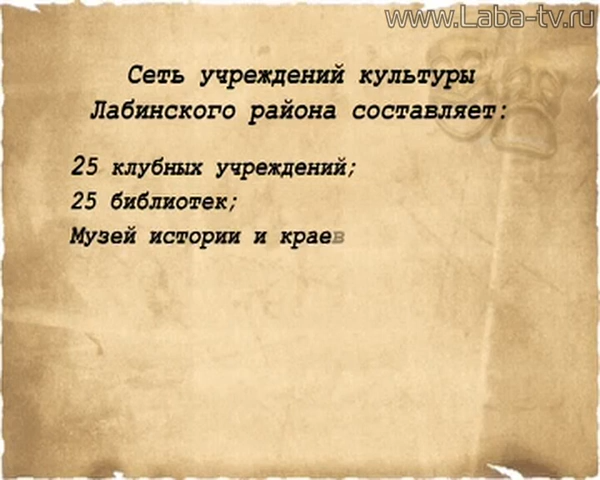 www.Laba-tv.ru
Сеть учреждений культуры
Лабинского района составляет:
25 клубных учреждений;
25 библиотек;
Музей истории и краев